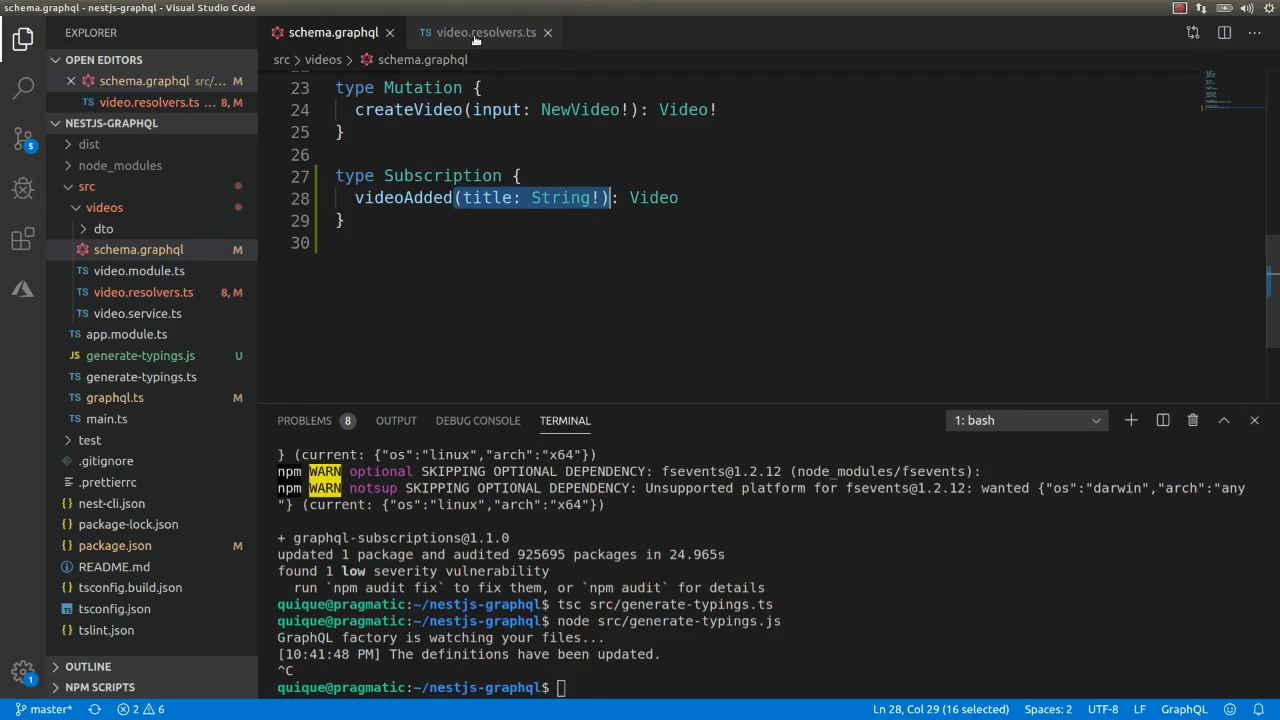 schema.graphql - nestjs-graphql - Visual Studio Code
EXPLORER
schema.graphql
TS video.resolvers.ts
OPEN EDITORS
src > videos > schema.graphql
schema.graphql src/... M
TS video.resolvers.ts ... 8, M
NESTJS-GRAPHQL
dist
node_modules
src
videos
dto
schema.graphql M
TS video.module.ts
TS video.resolvers.ts 8, M
TS video.service.ts
TS app.module.ts
JS generate-typings.js U
TS generate-typings.ts
TS graphql.ts M
TS main.ts
test
.gitignore
.prettierrc
{} nest-cli.json
{} package-lock.json
{} package.json M
README.md
{} tsconfig.build.json
tsconfig.json
{} tslint.json
OUTLINE
NPM SCRIPTS
5
1
23 type Mutation {
24 createVideo(input: NewVideo!): Video!
25 }
26
27 type Subscription {
28 videoAdded(title: String!): Video
29 }
30
PROBLEMS 8 OUTPUT DEBUG CONSOLE TERMINAL 1: bash
} (current: {"os":"linux","arch":"x64"})
npm WARN optional SKIPPING OPTIONAL DEPENDENCY: fsevents@1.2.12 (node_modules/fsevents):
npm WARN notsup SKIPPING OPTIONAL DEPENDENCY: Unsupported platform for fsevents@1.2.12: wanted {"os":"darwin","arch":"any
"} (current: {"os":"linux","arch":"x64"})
+ graphql-subscriptions@1.1.0
updated 1 package and audited 925695 packages in 24.965s
found 1 low severity vulnerability
run `npm audit fix` to fix them, or `npm audit` for details
quique@pragmatic:~/nestjs-graphql$ tsc src/generate-typings.ts
quique@pragmatic:~/nestjs-graphql$ node src/generate-typings.js
GraphQL factory is watching your files...
[10:41:48 PM] The definitions have been updated.
^C
quique@pragmatic:~/nestjs-graphql$
master* 2 6 Ln 28, Col 29 (16 selected) Spaces: 2 UTF-8 LF GraphQL